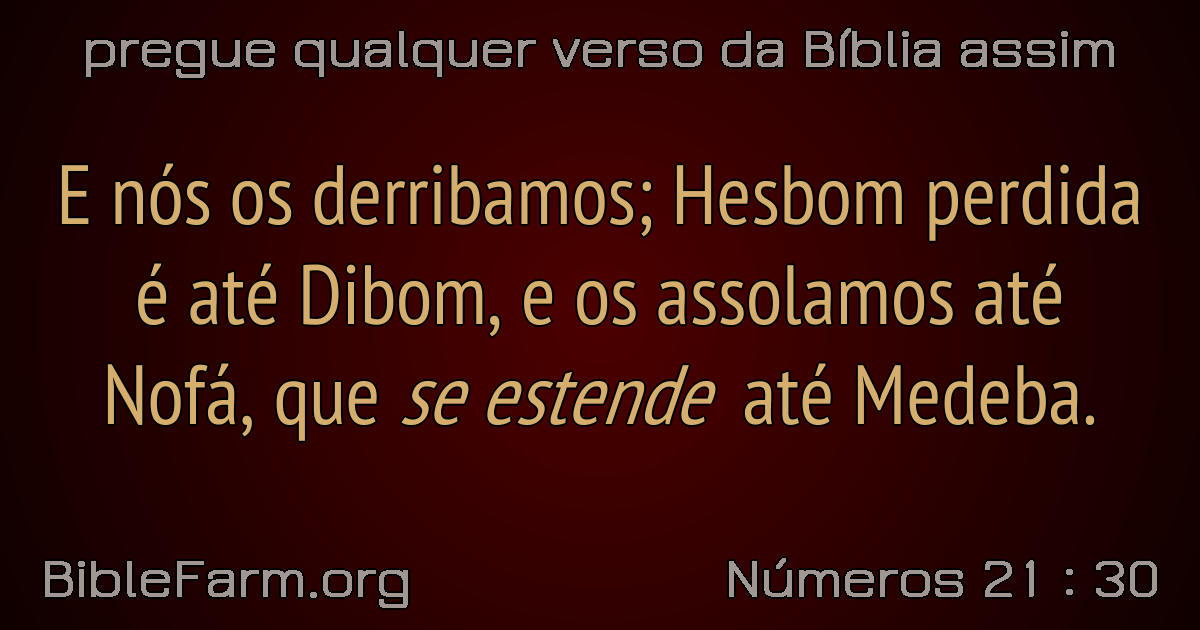 pregue qualquer verso da Bíblia assim
E nós os derribamos; Hesbom perdida
é até Dibom, e os assolamos até
Nofá, que se estende até Medeba.
BibleFarm.org
Números 21 : 30